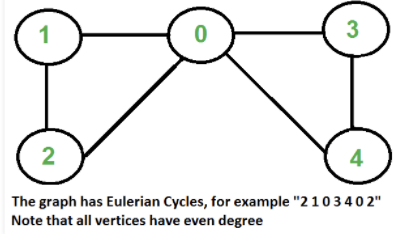 1 0 3
2 4
The graph has Eulerian Cycles, for example "2 1 0 3 4 0 2"
Note that all vertices have even degree